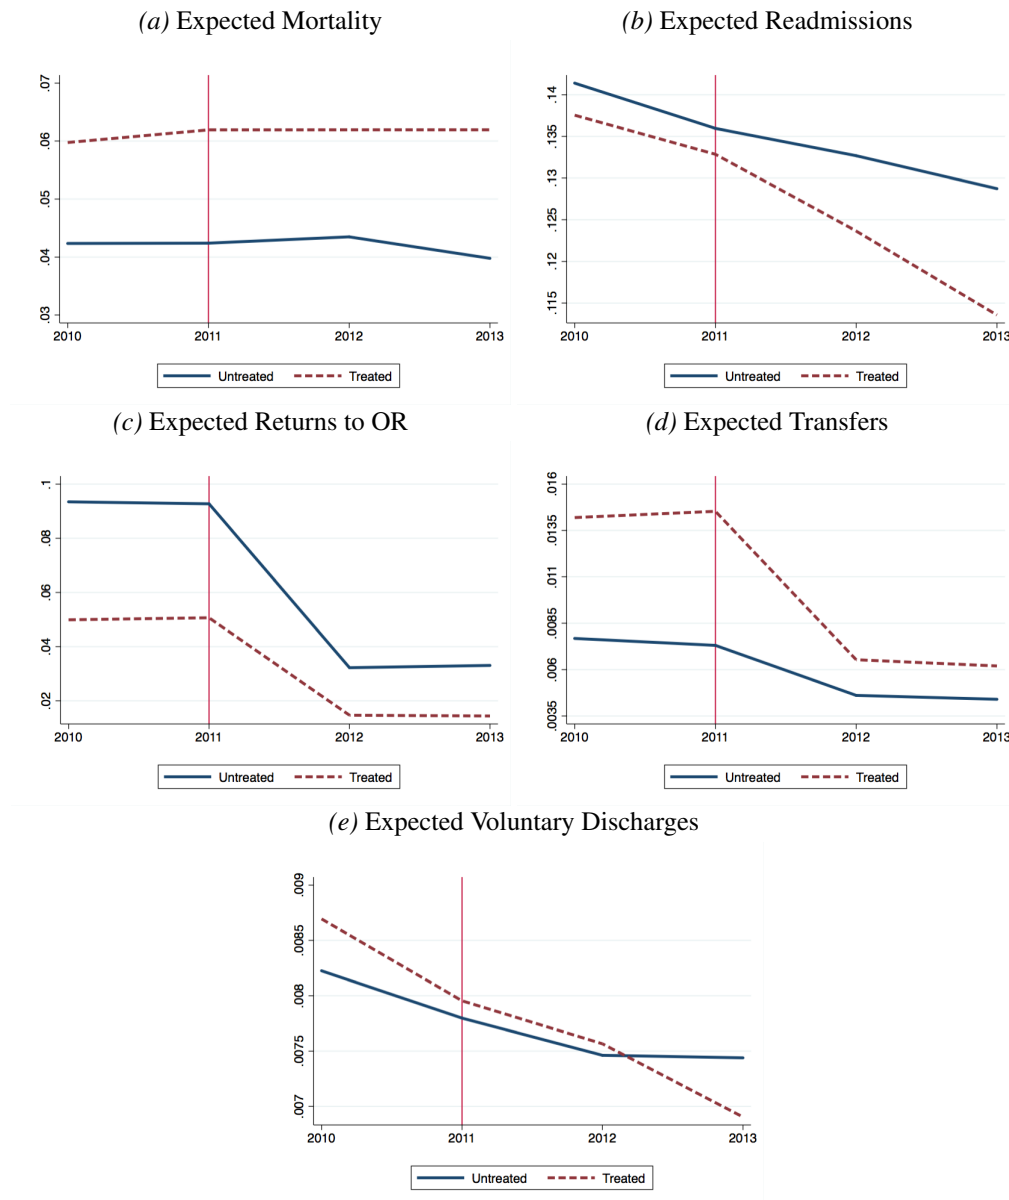 (a) Expected Mortality
(b) Expected Readmissions
.07
.06
.05
.04
.03
2010 2011 2012 2013
Untreated Treated
.14
.135
.13
.125
.12
.115
2010 2011 2012 2013
Untreated Treated
(c) Expected Returns to OR
(d) Expected Transfers
.1
.08
.06
.04
.02
2010 2011 2012 2013
Untreated Treated
.016
.0135
.011
.0085
.006
.0035
2010 2011 2012 2013
Untreated Treated
(e) Expected Voluntary Discharges
.009
.0085
.008
.0075
.007
2010 2011 2012 2013
Untreated Treated